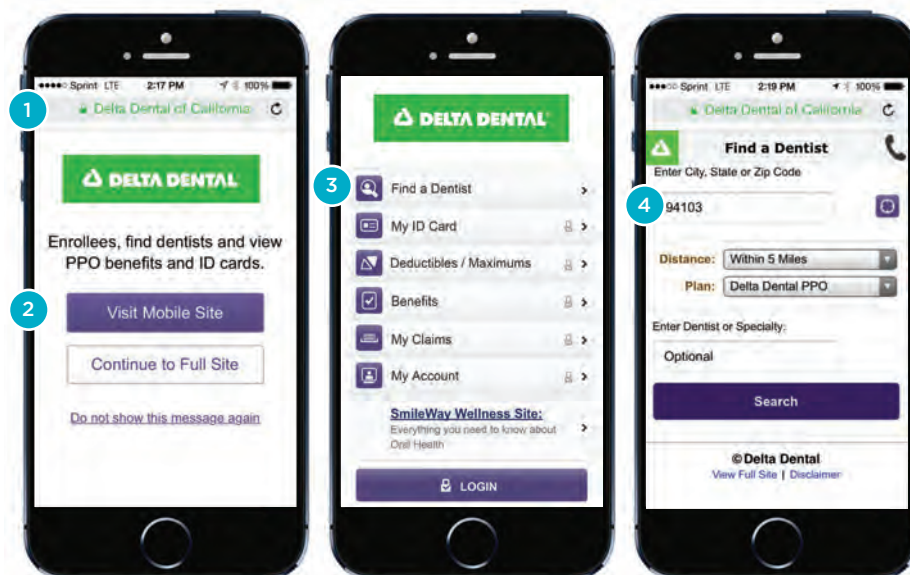 Sprint LTE 2:17 PM 100%
1
Delta Dental of California
DELTA DENTAL
Enrollees, find dentists and view
PPO benefits and ID cards.
2
Visit Mobile Site
Continue to Full Site
Do not show this message again
DELTA DENTAL
3
Find a Dentist
My ID Card
Deductibles / Maximums
Benefits
My Claims
My Account
SmileWay Wellness Site:
Everything you need to know about
Oral Health
LOGIN
Sprint LTE 2:19 PM 100%
Delta Dental of California
Find a Dentist
Enter City, State or Zip Code
4
94103
Distance: Within 5 Miles
Plan: Delta Dental PPO
Enter Dentist or Specialty:
Optional
Search
©Delta Dental
View Full Site | Disclaimer